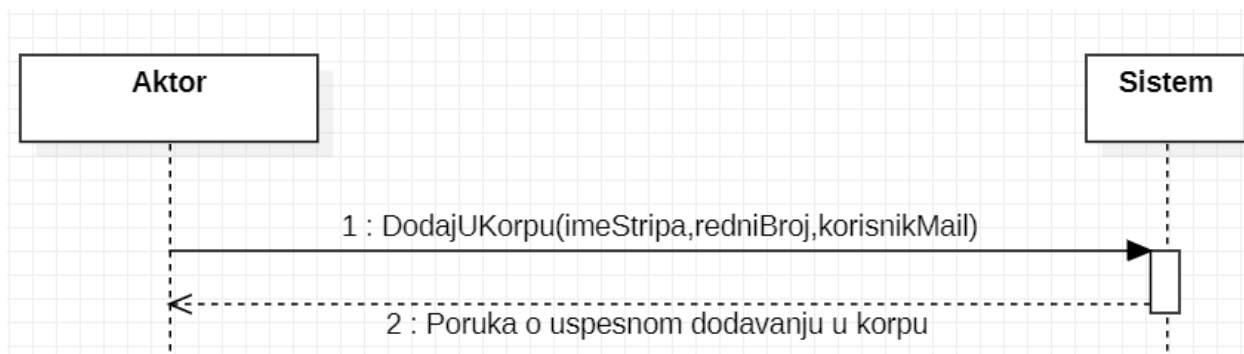 Aktor
Sistem
1 : DodajUKorpu(imeStripa,redniBroj,korisnikMail)
2 : Poruka o uspesnom dodavanju u korpu